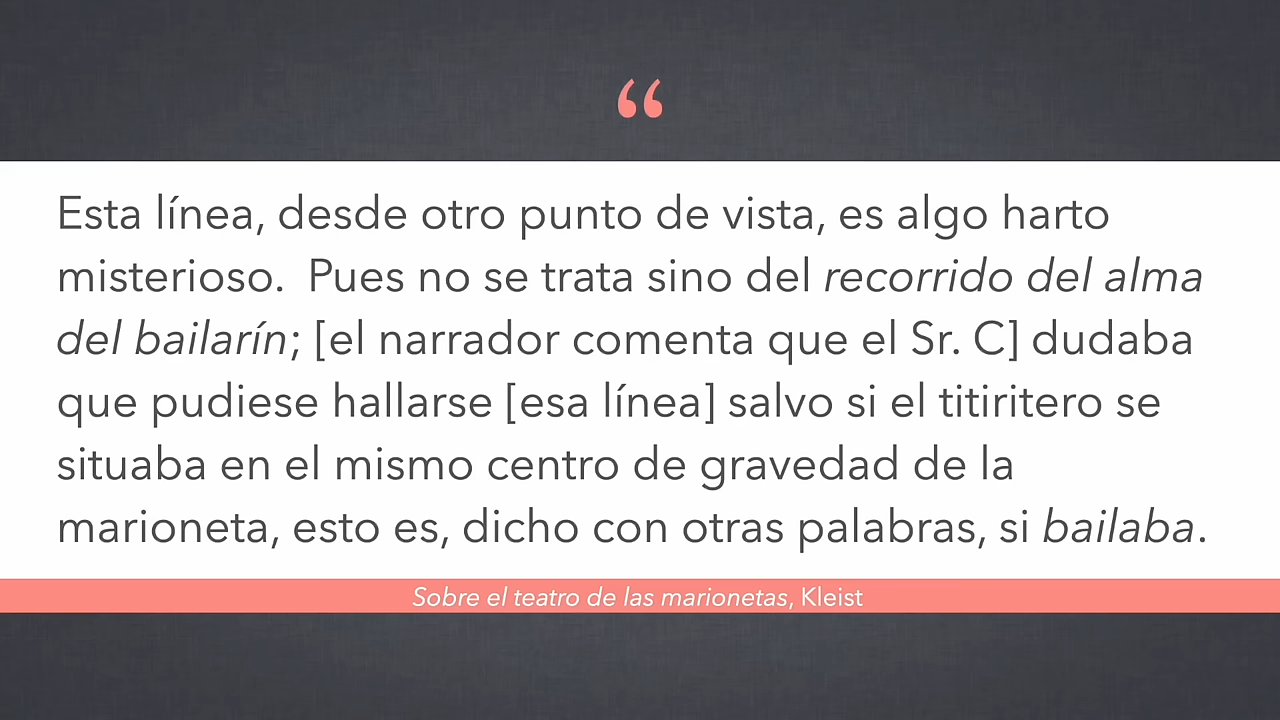 “
Esta línea, desde otro punto de vista, es algo harto
misterioso.  Pues no se trata sino del recorrido del alma
del bailarín; [el narrador comenta que el Sr. C] dudaba
que pudiese hallarse [esa línea] salvo si el titiritero se
situaba en el mismo centro de gravedad de la
marioneta, esto es, dicho con otras palabras, si bailaba.
Sobre el teatro de las marionetas, Kleist